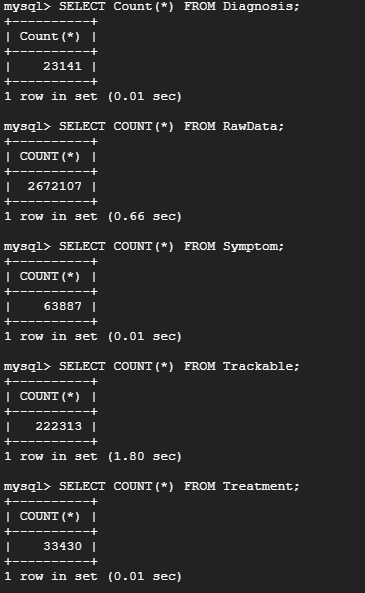 mysql> SELECT Count(*) FROM Diagnosis;
+----------+
| Count(*) |
+----------+
|    23141 |
+----------+
1 row in set (0.01 sec)
mysql> SELECT COUNT(*) FROM RawData;
+----------+
| COUNT(*) |
+----------+
|  2672107 |
+----------+
1 row in set (0.66 sec)
mysql> SELECT COUNT(*) FROM Symptom;
+----------+
| COUNT(*) |
+----------+
|    63887 |
+----------+
1 row in set (0.01 sec)
mysql> SELECT COUNT(*) FROM Trackable;
+----------+
| COUNT(*) |
+----------+
|   222313 |
+----------+
1 row in set (1.80 sec)
mysql> SELECT COUNT(*) FROM Treatment;
+----------+
| COUNT(*) |
+----------+
|    33430 |
+----------+
1 row in set (0.01 sec)